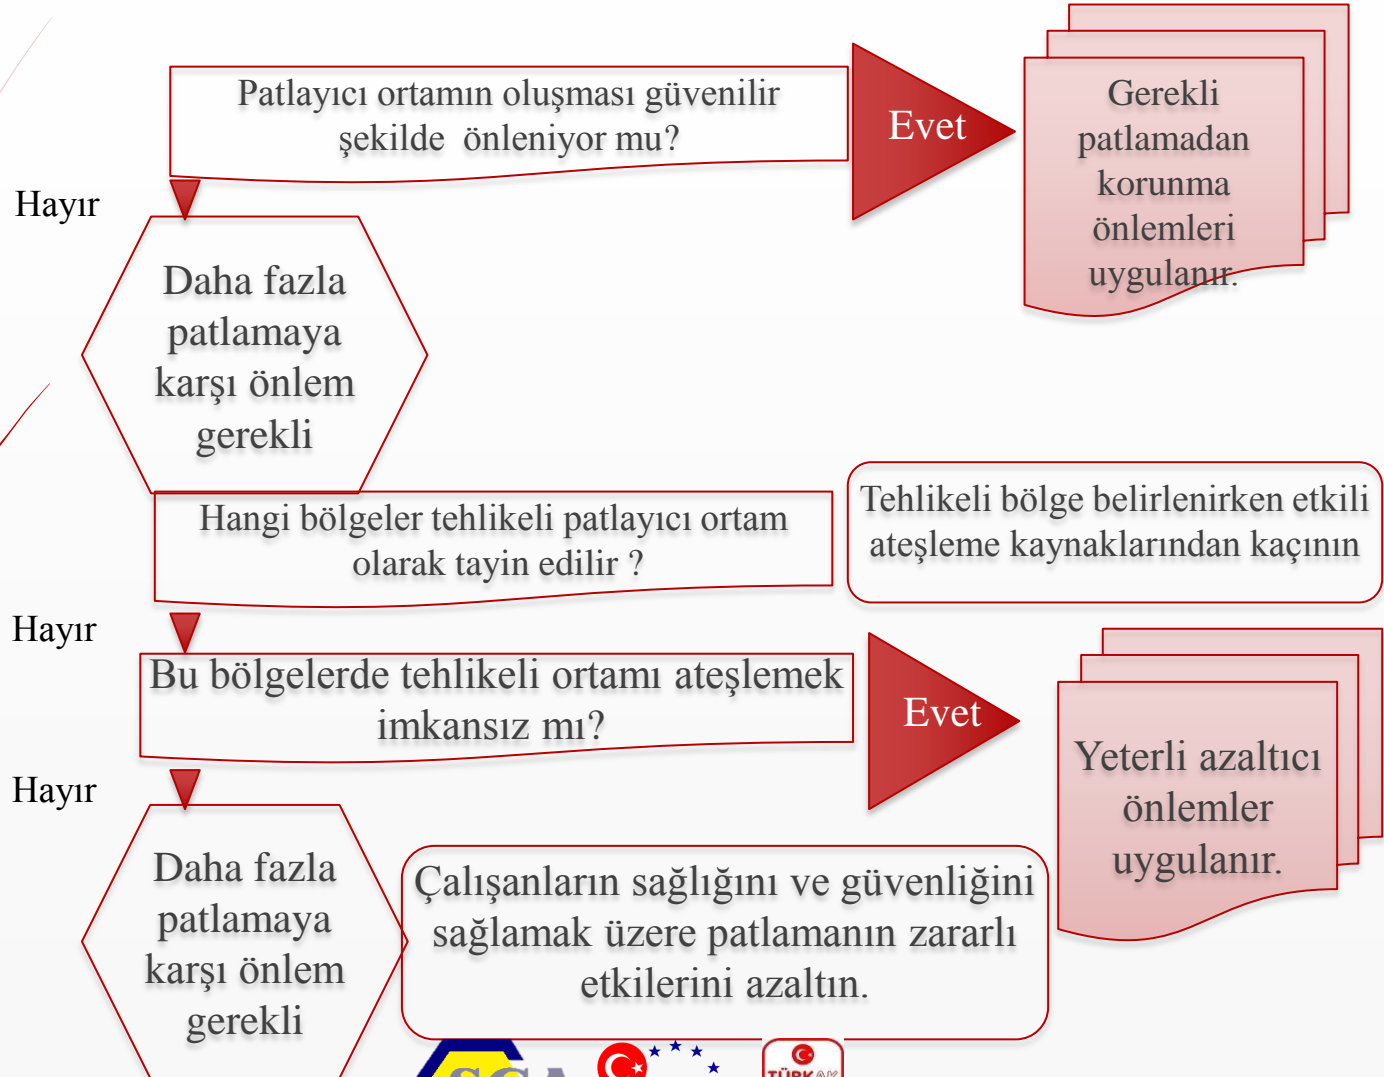 Patlayıcı ortamın oluşması güvenilir
şekilde önleniyor mu?
Evet
Gerekli
patlamadan
korunma
önlemleri
uygulanır.
Hayır
Daha fazla
patlamaya
karşı önlem
gerekli
Hangi bölgeler tehlikeli patlayıcı ortam
olarak tayin edilir ?
Tehlikeli bölge belirlenirken etkili
ateşleme kaynaklarından kaçının
Hayır
Bu bölgelerde tehlikeli ortamı ateşlemek
imkansız mı?
Evet
Yeterli azaltıcı
önlemler
uygulanır.
Hayır
Daha fazla
patlamaya
karşı önlem
gerekli
Çalışanların sağlığını ve güvenliğini
sağlamak üzere patlamanın zararlı
etkilerini azaltın.
TÜRKAK